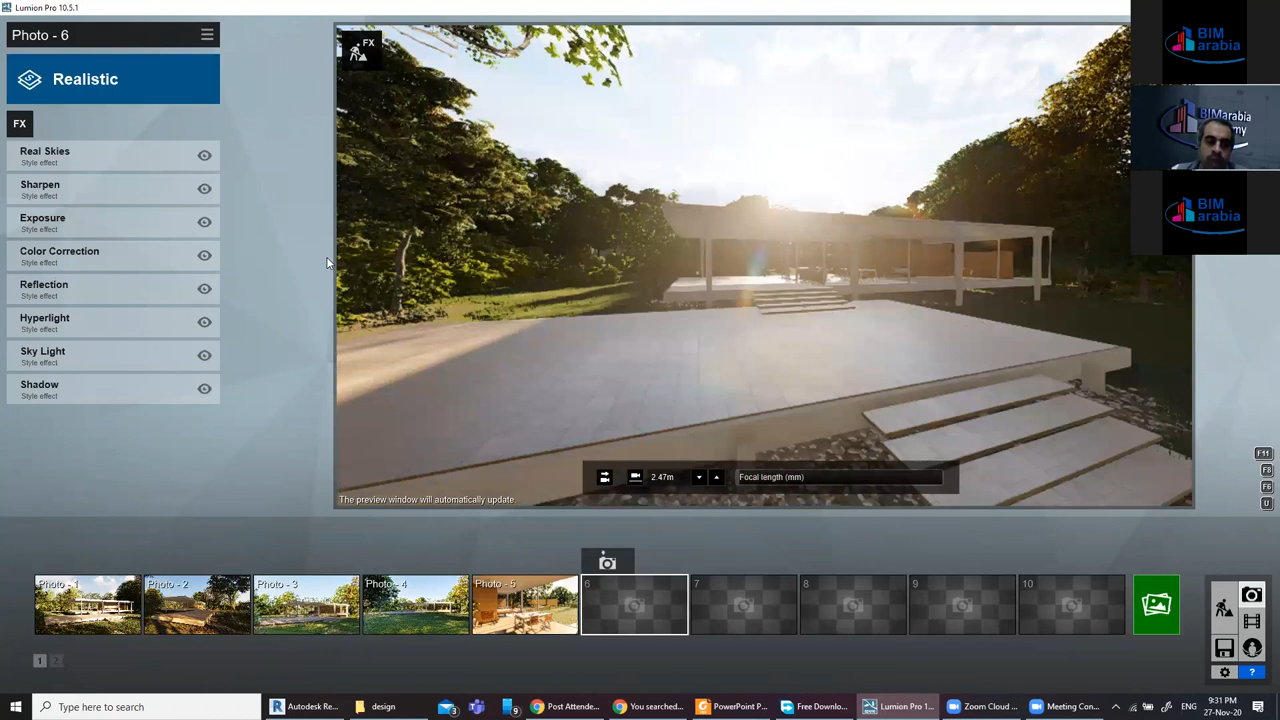 Lumion Pro 10.5.1
Photo - 6
Realistic
FX
Real Skies
Style effect
Sharpen
Style effect
Exposure
Style effect
Color Correction
Style effect
Reflection
Style effect
Hyperlight
Style effect
Sky Light
Style effect
Shadow
Style effect
FX
2.47m
Focal length (mm)
The preview window will automatically update.
BIM
arabia
BIMarabia
BIM
arabia
F11
F8
F6
U
Photo - 1
Photo - 2
Photo - 3
Photo - 4
Photo - 5
6
7
8
9
10
1
2
?
Type here to search
Autodesk Re...
design
3
9
Post Attende...
You searched...
PowerPoint P...
Free Downlo...
Lumion Pro 1...
Zoom Cloud ...
Meeting Con...
ENG
9:31 PM
27-Nov-20